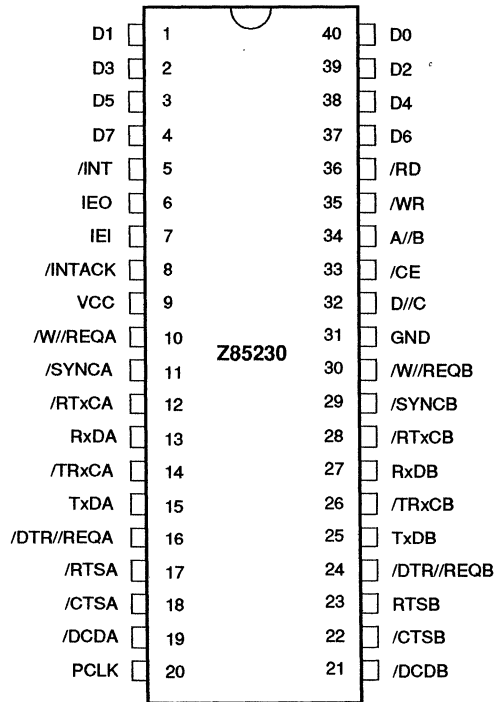 D1 1 40 D0
D3 2 39 D2
D5 3 38 D4
D7 4 37 D6
/INT 5 36 /RD
IEO 6 35 /WR
IEI 7 34 A//B
/INTACK 8 33 /CE
VCC 9 32 D//C
/W//REQA 10 31 GND
Z85230
/SYNCA 11 30 /W//REQB
/RTxCA 12 29 /SYNCB
RxDA 13 28 /RTxCB
/TRxCA 14 27 RxDB
TxDA 15 26 /TRxCB
/DTR//REQA 16 25 TxDB
/RTSA 17 24 /DTR//REQB
/CTSA 18 23 RTSB
/DCDA 19 22 /CTSB
PCLK 20 21 /DCDB